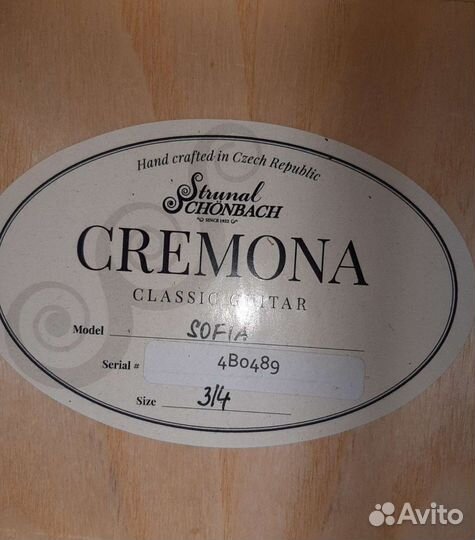 Hand crafted in Czech Republic
Strunal
SCHÖNBACH
SINCE 1932
CREMONA
CLASSIC GUITAR
Model SOFIA
Serial # 4B0489
Size 3/4
Avito